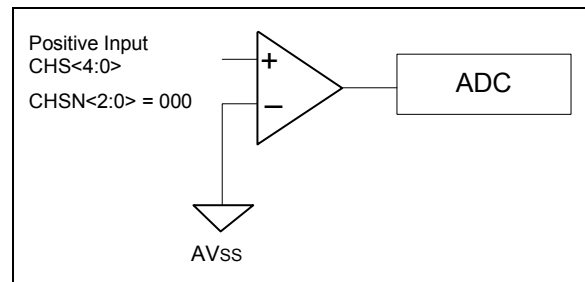 Positive Input
CHS<4:0>
CHSN<2:0> = 000
+
−
ADC
AVss